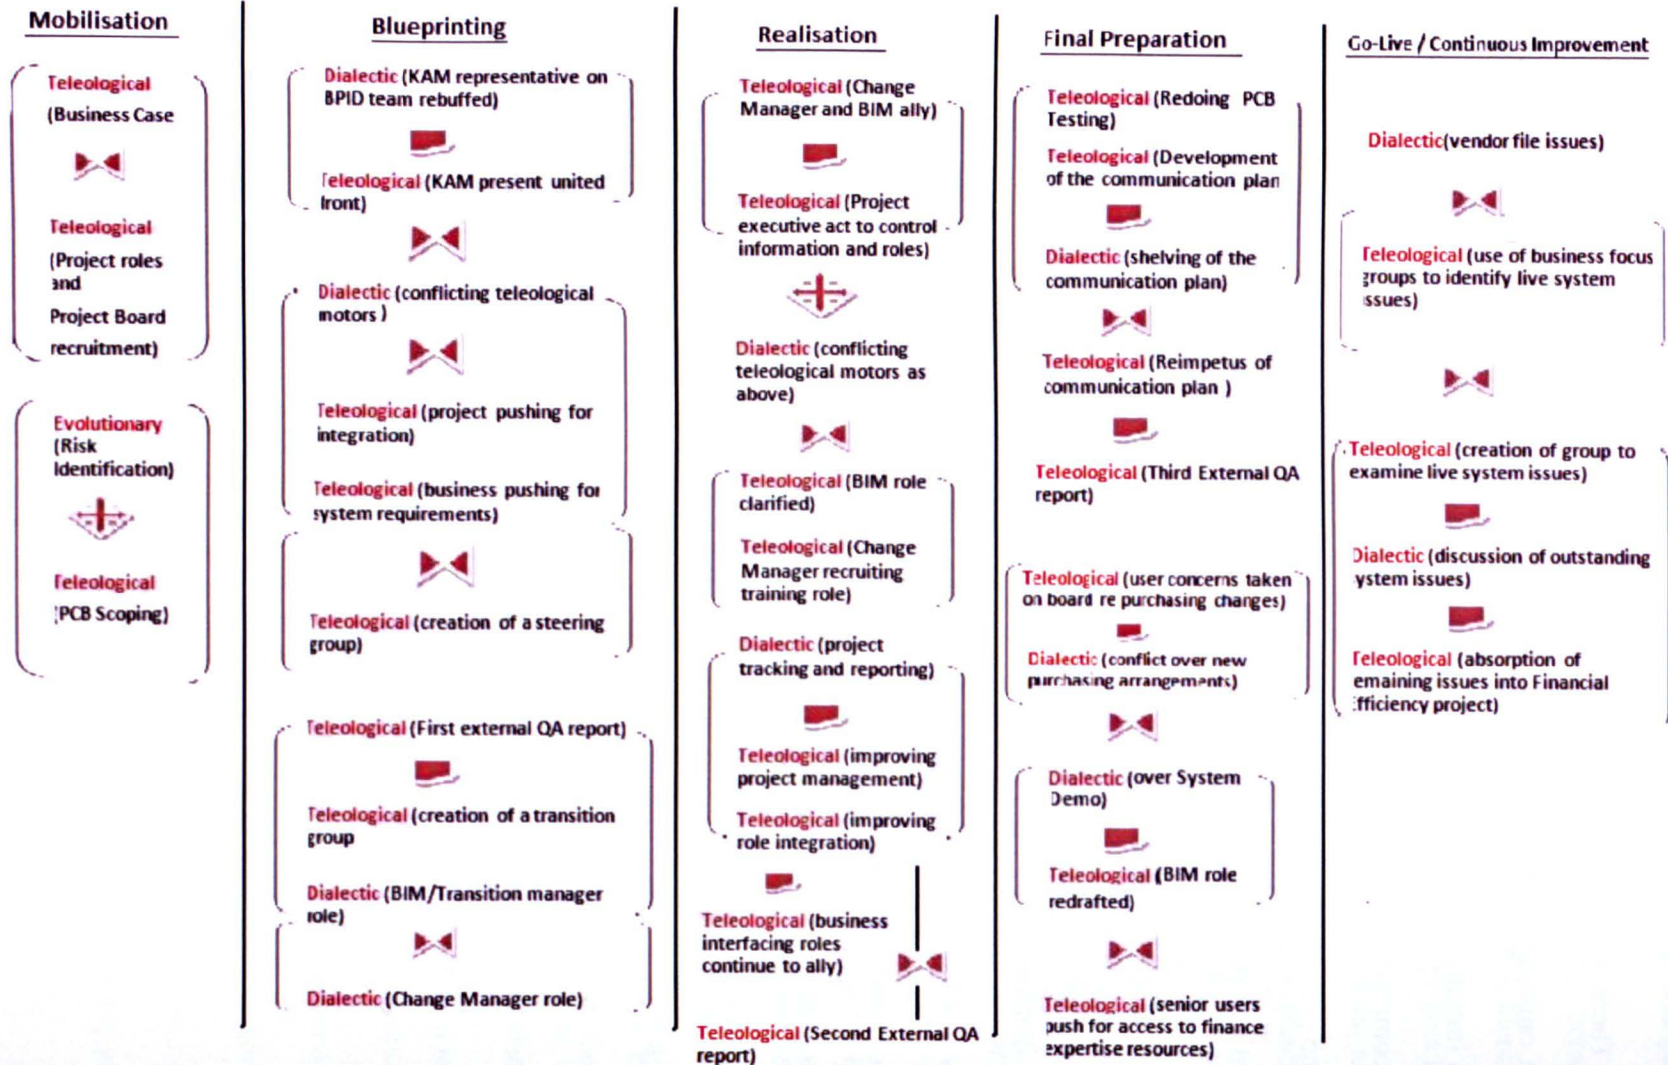 Mobilisation
Teleological
(Business Case
Teleological
(Project roles
and
Project Board
recruitment)
Evolutionary
(Risk
Identification)
Teleological
(PCB Scoping)
Blueprinting
Dialectic (KAM representative on
BPID team rebuffed)
Teleological (KAM present united
front)
Dialectic (conflicting teleological
motors )
Teleological (project pushing for
integration)
Teleological (business pushing for
system requirements)
Teleological (creation of a steering
group)
Teleological (First external QA report)
Teleological (creation of a transition
group
Dialectic (BIM/Transition manager
role)
Dialectic (Change Manager role)
Realisation
Teleological (Change
Manager and BIM ally)
Teleological (Project
executive act to control
information and roles)
Dialectic (conflicting
teleological motors as
above)
Teleological (BIM role
clarified)
Teleological (Change
Manager recruiting
training role)
Dialectic (project
tracking and reporting)
Teleological (improving
project management)
Teleological (improving
role integration)
Teleological (business
interfacing roles
continue to ally)
Teleological (Second External QA
report)
Final Preparation
Teleological (Redoing PCB
Testing)
Teleological (Development
of the communication plan
Dialectic (shelving of the
communication plan)
Teleological (Reimpetus of
communication plan )
Teleological (Third External QA
report)
Teleological (user concerns taken
on board re purchasing changes)
Dialectic (conflict over new
purchasing arrangements)
Dialectic (over System
Demo)
Teleological (BIM role
redrafted)
Teleological (senior users
push for access to finance
expertise resources)
Go-Live / Continuous Improvement
Dialectic(vendor file issues)
Teleological (use of business focus
groups to identify live system
issues)
Teleological (creation of group to
examine live system issues)
Dialectic (discussion of outstanding
system issues)
Teleological (absorption of
remaining issues into Financial
Efficiency project)